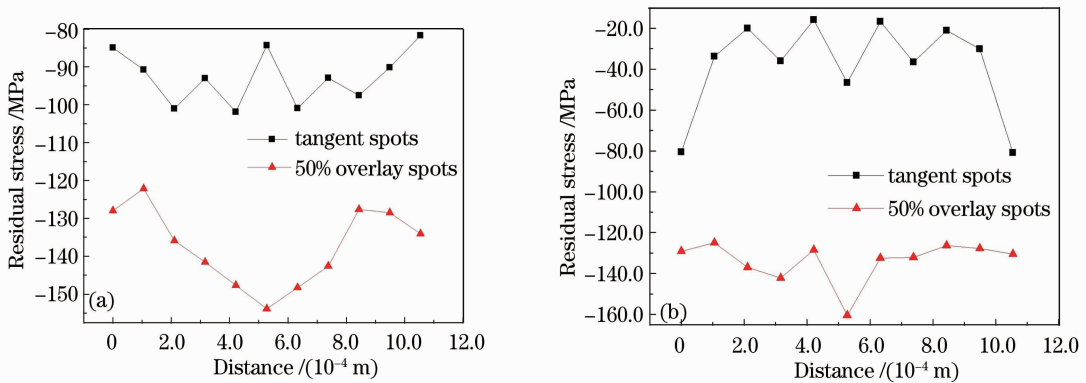 −80
−90
−100
−110
−120
−130
−140
−150
Residual stress /MPa
tangent spots
50% overlay spots
(a)
0 2.0 4.0 6.0 8.0 10.0 12.0
Distance /(10⁻⁴ m)
−20.0
−40.0
−60.0
−80.0
−100.0
−120.0
−140.0
−160.0
Residual stress /MPa
tangent spots
50% overlay spots
(b)
0 2.0 4.0 6.0 8.0 10.0 12.0
Distance /(10⁻⁴ m)